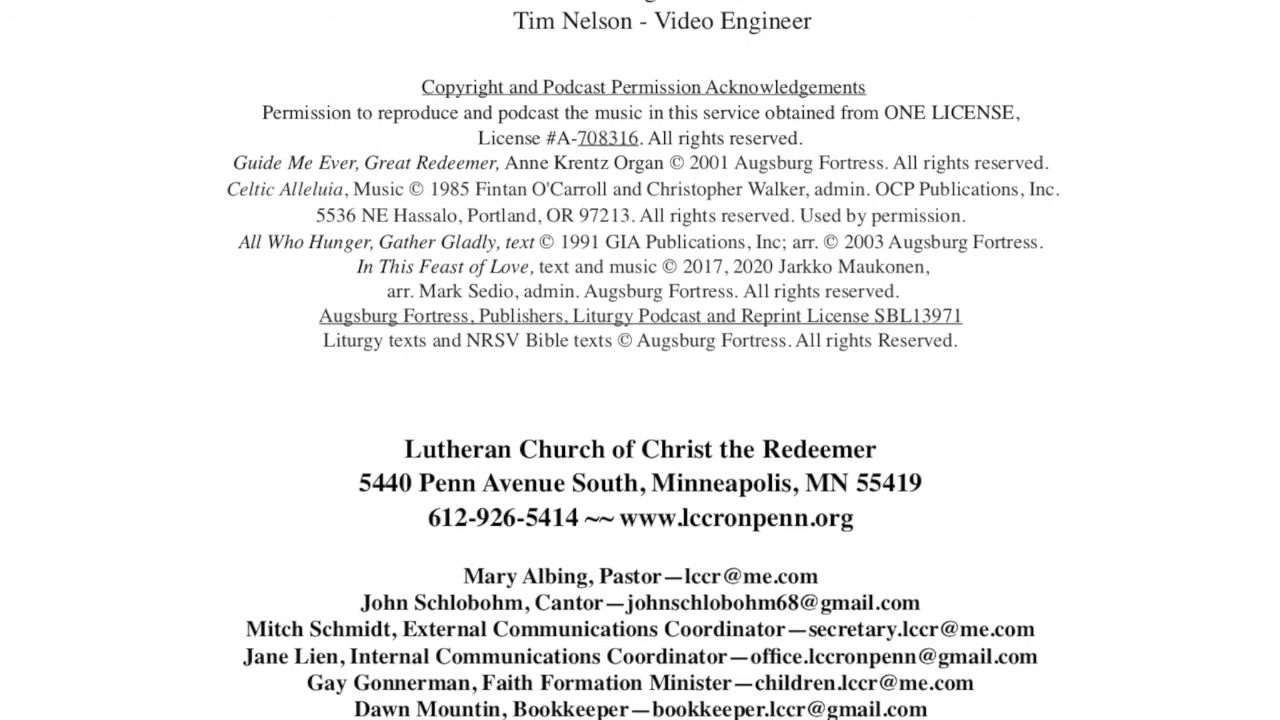 Tim Nelson - Video Engineer
Copyright and Podcast Permission Acknowledgements
Permission to reproduce and podcast the music in this service obtained from ONE LICENSE,
License #A-708316. All rights reserved.
Guide Me Ever, Great Redeemer, Anne Krentz Organ © 2001 Augsburg Fortress. All rights reserved.
Celtic Alleluia, Music © 1985 Fintan O'Carroll and Christopher Walker, admin. OCP Publications, Inc.
5536 NE Hassalo, Portland, OR 97213. All rights reserved. Used by permission.
All Who Hunger, Gather Gladly, text © 1991 GIA Publications, Inc; arr. © 2003 Augsburg Fortress.
In This Feast of Love, text and music © 2017, 2020 Jarkko Maukonen,
arr. Mark Sedio, admin. Augsburg Fortress. All rights reserved.
Augsburg Fortress, Publishers, Liturgy Podcast and Reprint License SBL13971
Liturgy texts and NRSV Bible texts © Augsburg Fortress. All rights Reserved.
Lutheran Church of Christ the Redeemer
5440 Penn Avenue South, Minneapolis, MN 55419
612-926-5414 ~~ www.lccronpenn.org
Mary Albing, Pastor—lccr@me.com
John Schlobohm, Cantor—johnschlobohm68@gmail.com
Mitch Schmidt, External Communications Coordinator—secretary.lccr@me.com
Jane Lien, Internal Communications Coordinator—office.lccronpenn@gmail.com
Gay Gonnerman, Faith Formation Minister—children.lccr@me.com
Dawn Mountin, Bookkeeper—bookkeeper.lccr@gmail.com